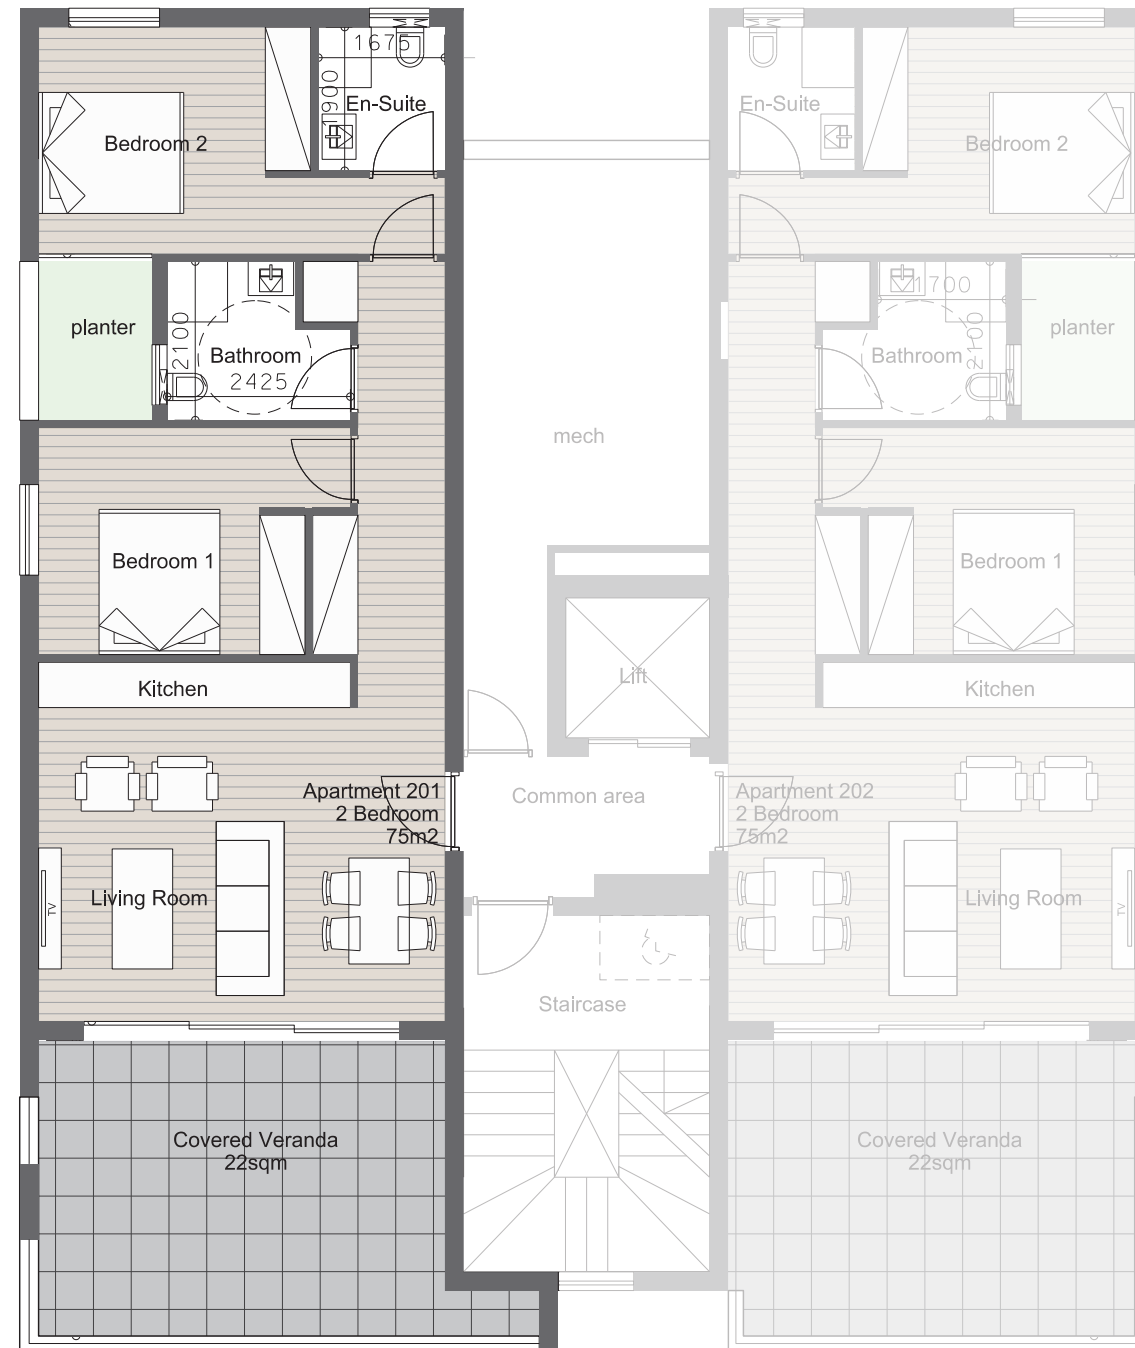 1675
1900
En-Suite
Bedroom 2
En-Suite
Bedroom 2
planter
2100
Bathroom
2425
1700
2100
Bathroom
planter
mech
Bedroom 1
Bedroom 1
Kitchen
Lift
Kitchen
Apartment 201
2 Bedroom
75m2
Common area
Apartment 202
2 Bedroom
75m2
TV
Living Room
Living Room
TV
Staircase
Covered Veranda
22sqm
Covered Veranda
22sqm